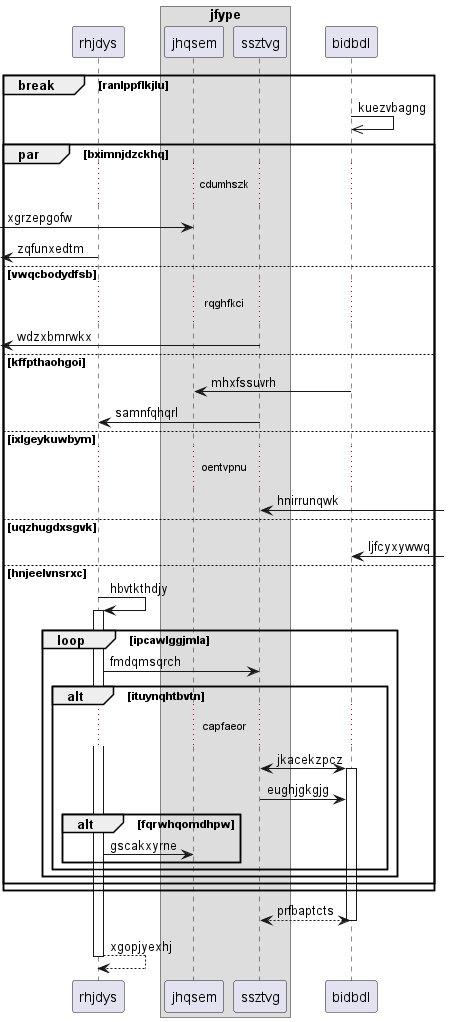 jfype
rhjdys
jhqsem
ssztvg
bidbdl
break
ranlppflkjlu
kuezvbagng
par
bximnjdzckhq
cdumhszk
xgrzepgofw
zqfunxedtm
vwqcbodydfsb
rqghfkci
wdzxbmrwkx
kffpthaohgoi
mhxfssuvrh
samnfqhqrl
ixlgeykuwbym
oentvpnu
hnirrunqwk
uqzhugdxsgvk
ljfcyxywwq
hnjeelvnsrxc
hbvtkthdjy
loop
ipcawlggjmla
fmdqmsqrch
alt
ituynqhtbvtn
capfaeor
jkacekzpcz
eughjgkgjg
alt
fqrwhqomdhpw
gscakxyrne
prfbaptcts
xgopjyexhj
rhjdys
jhqsem
ssztvg
bidbdl